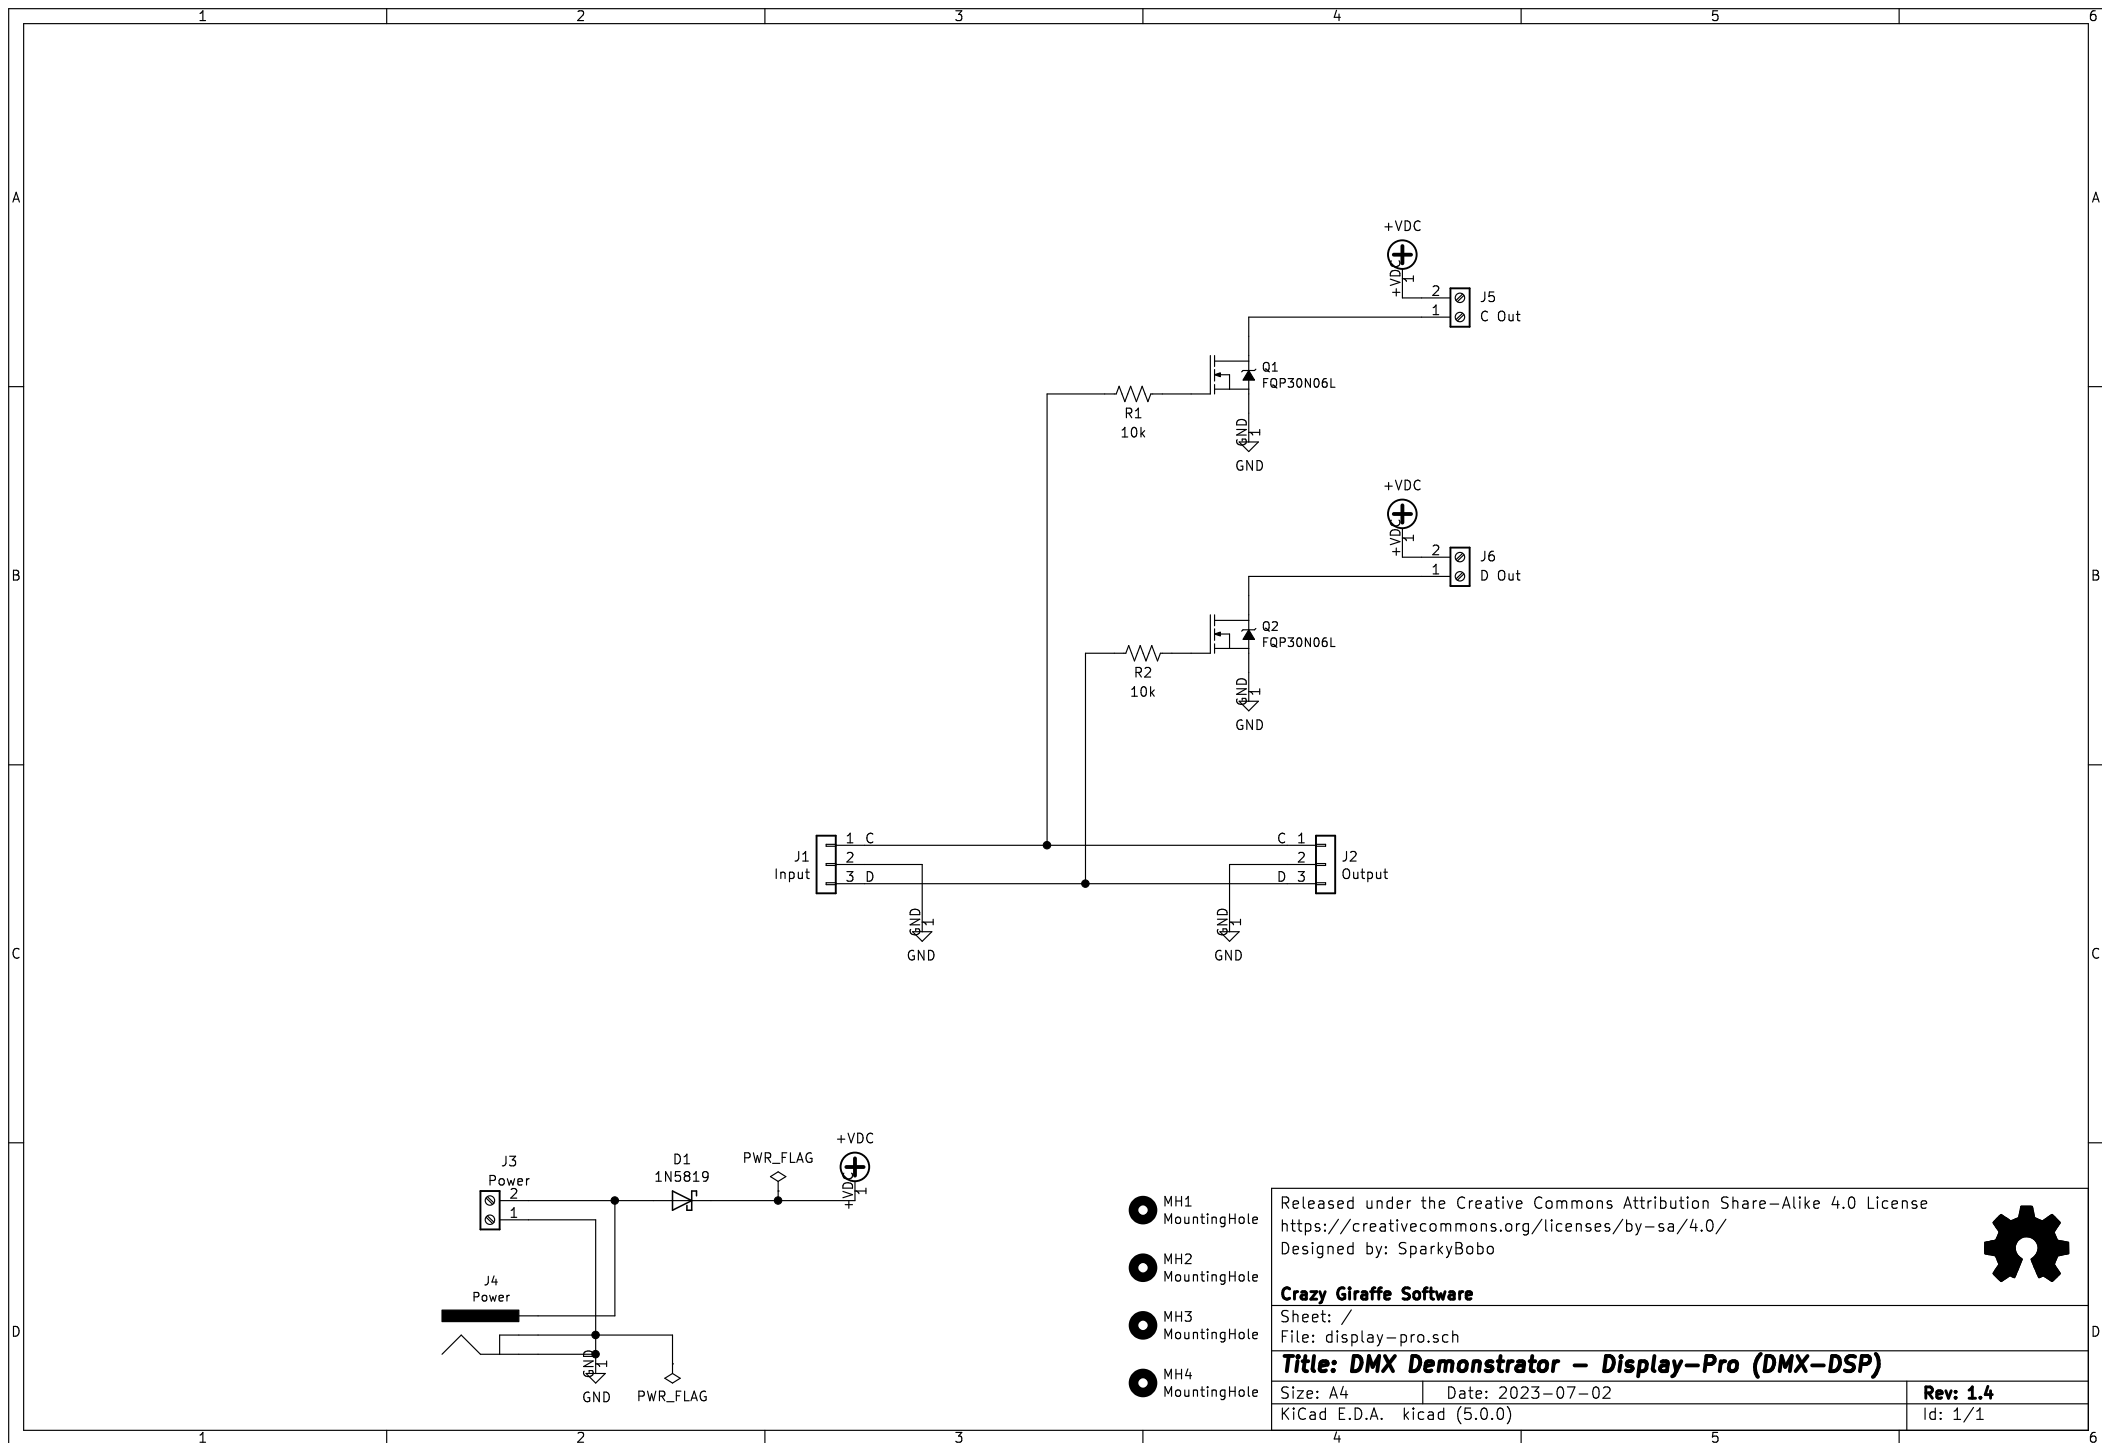 1 2 3 4 5 6
A A
+VDC
+VDC
1
2
J5
1
C Out
Q1
FQP30N06L
R1
10k
GND
1
GND
+VDC
+VDC
1
2
J6
B B
1
D Out
Q2
FQP30N06L
R2
10k
GND
1
GND
1 C
C 1
J1
2
2
J2
Input
Output
3 D
D 3
GND
1
GND
1
C C
GND
GND
+VDC
J3
D1
PWR_FLAG
Power
1N5819
2
+VDC
1
1
J4
Power
GND
1
GND
PWR_FLAG
MH1
MountingHole
MH2
MountingHole
MH3
MountingHole
MH4
MountingHole
Released under the Creative Commons Attribution Share-Alike 4.0 License
https://creativecommons.org/licenses/by-sa/4.0/
Designed by: SparkyBobo
Crazy Giraffe Software
Sheet: /
File: display-pro.sch
D D
Title: DMX Demonstrator - Display-Pro (DMX-DSP)
Size: A4
Date: 2023-07-02
Rev: 1.4
KiCad E.D.A. kicad (5.0.0)
Id: 1/1
1 2 3 4 5 6